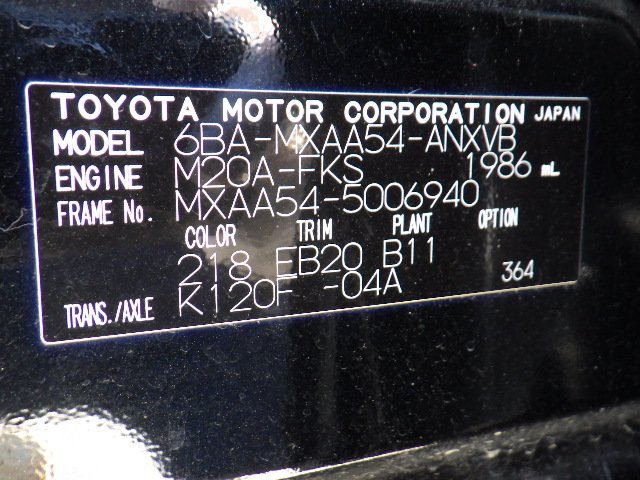 TOYOTA MOTOR CORPORATION JAPAN
MODEL 6BA-MXAA54-ANXVB
ENGINE M20A-FKS 1986 mL
FRAME No. MXAA54-5006940
COLOR TRIM PLANT OPTION
218 EB20 B11
TRANS./AXLE K120F -04A 364